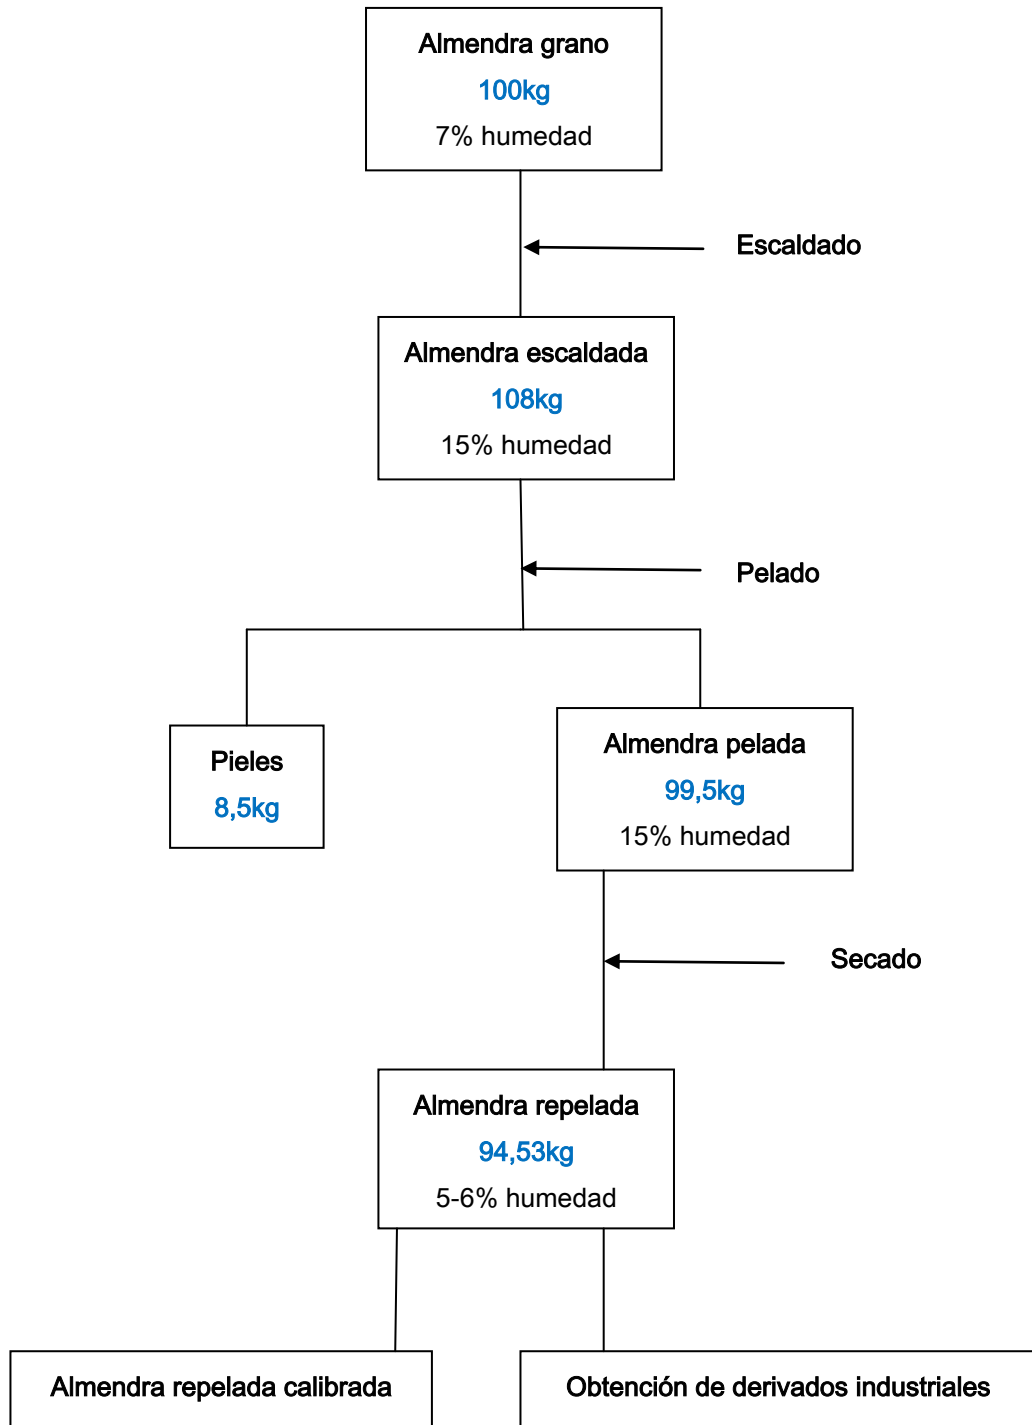 Almendra grano
100kg
7% humedad
Escaldado
Almendra escaldada
108kg
15% humedad
Pelado
Pieles
8,5kg
Almendra pelada
99,5kg
15% humedad
Secado
Almendra repelada
94,53kg
5-6% humedad
Almendra repelada calibrada
Obtención de derivados industriales